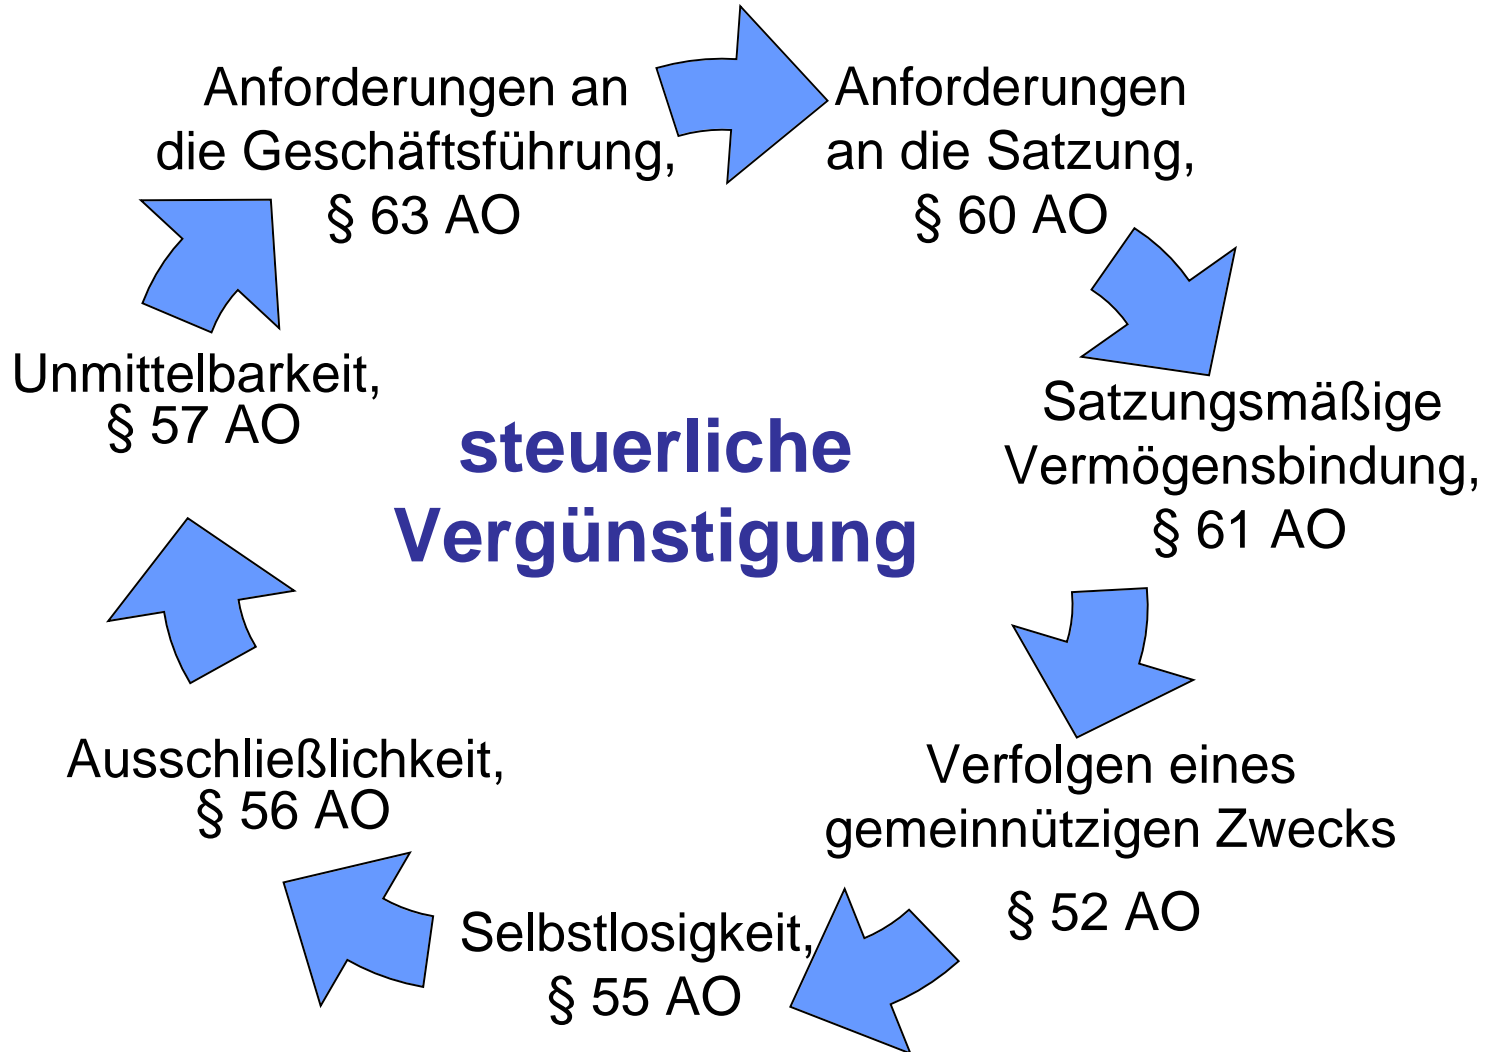 Anforderungen an
die Geschäftsführung,
§ 63 AO
Anforderungen
an die Satzung,
§ 60 AO
Satzungsmäßige
Vermögensbindung,
§ 61 AO
Verfolgen eines
gemeinnützigen Zwecks
§ 52 AO
Selbstlosigkeit,
§ 55 AO
Ausschließlichkeit,
§ 56 AO
Unmittelbarkeit,
§ 57 AO
steuerliche
Vergünstigung